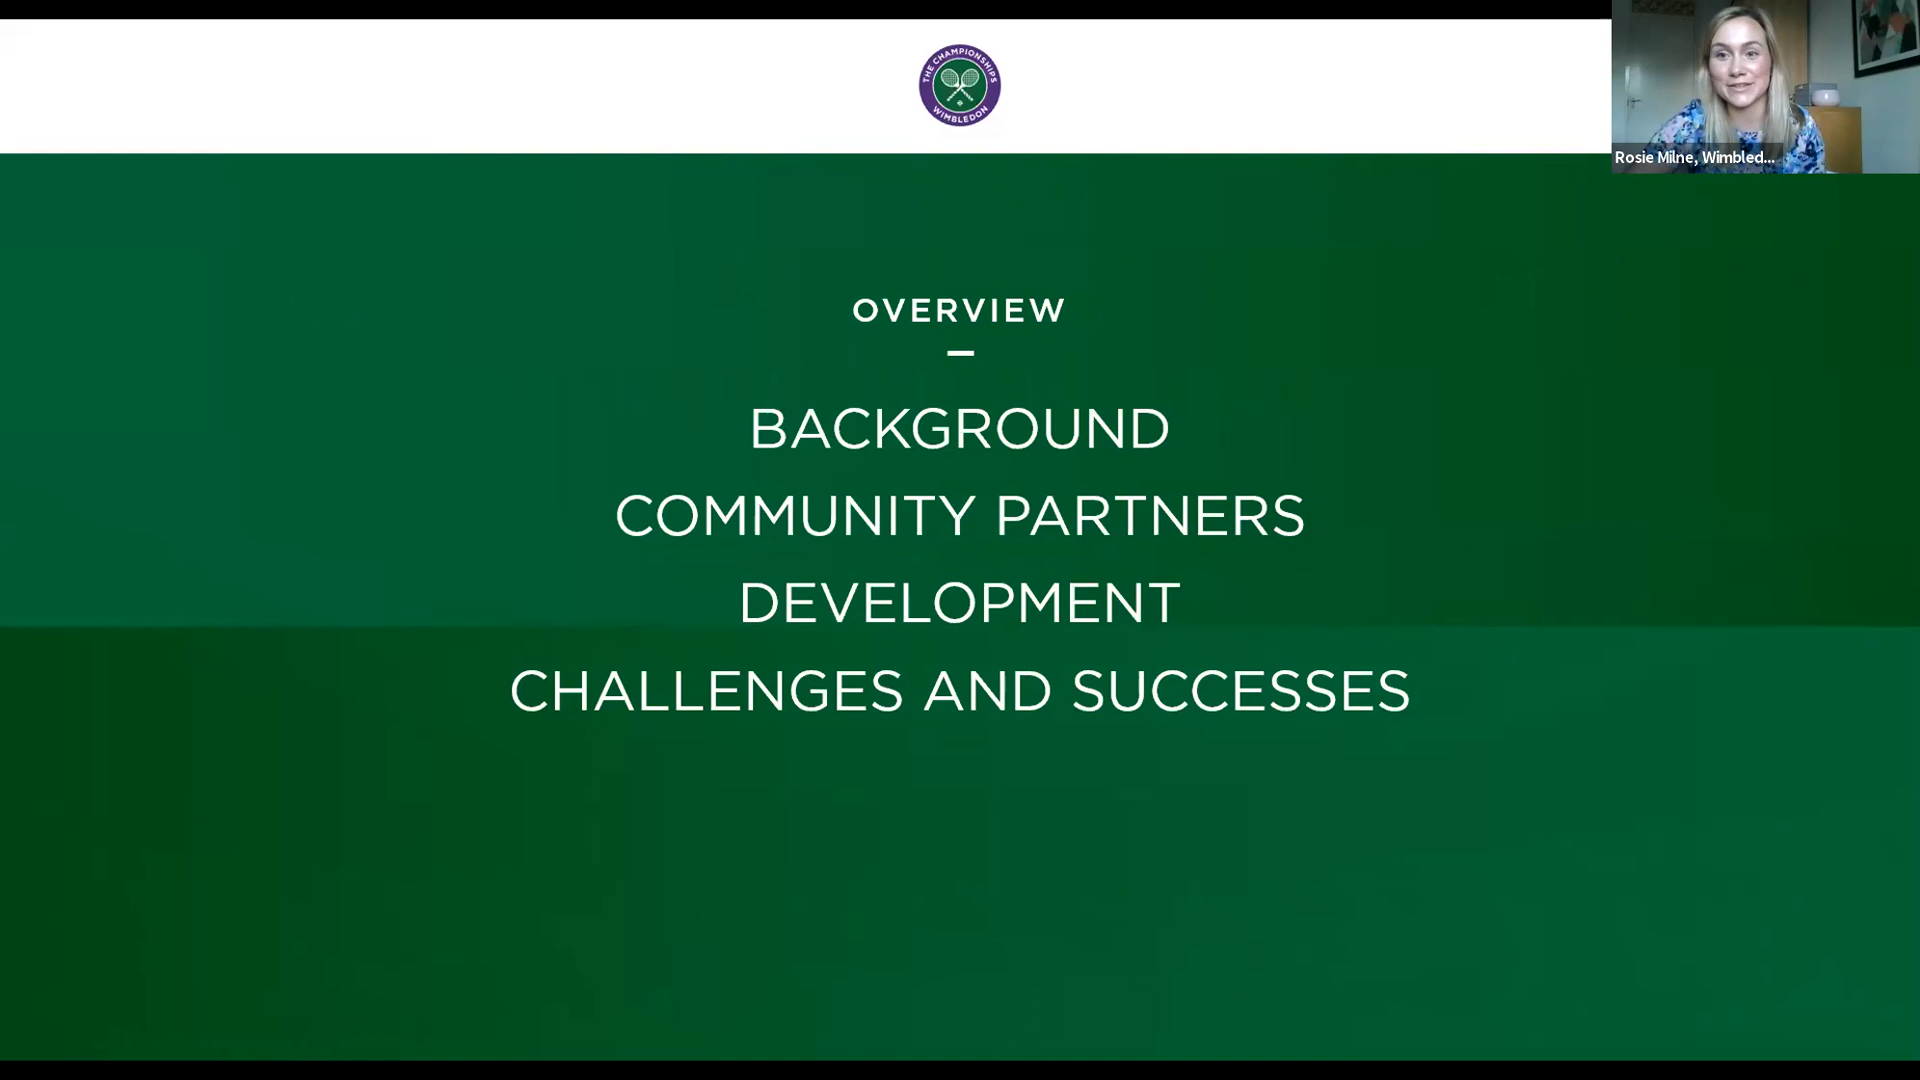 THE CHAMPIONSHIPS
WIMBLEDON
Rosie Milne, Wimbled...
OVERVIEW
BACKGROUND
COMMUNITY PARTNERS
DEVELOPMENT
CHALLENGES AND SUCCESSES